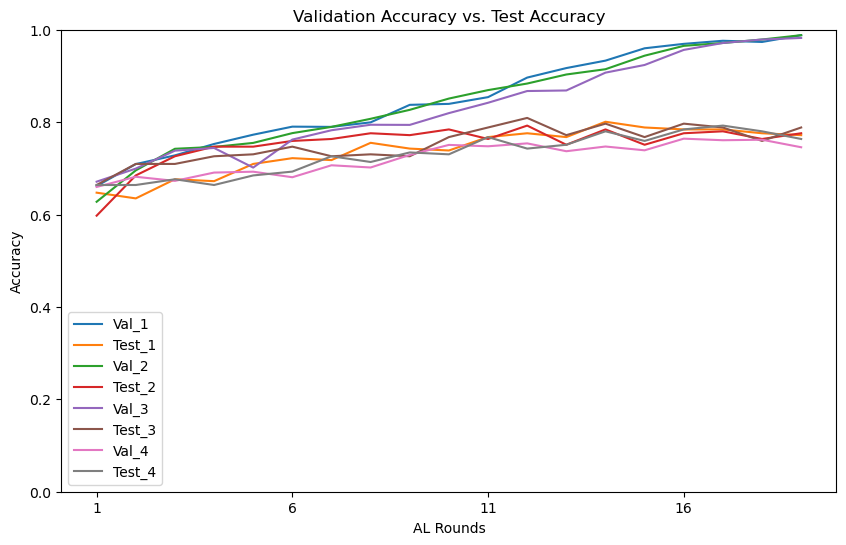 Validation Accuracy vs. Test Accuracy
Accuracy
1.0
0.8
0.6
0.4
0.2
0.0
Val_1
Test_1
Val_2
Test_2
Val_3
Test_3
Val_4
Test_4
1
6
11
16
AL Rounds